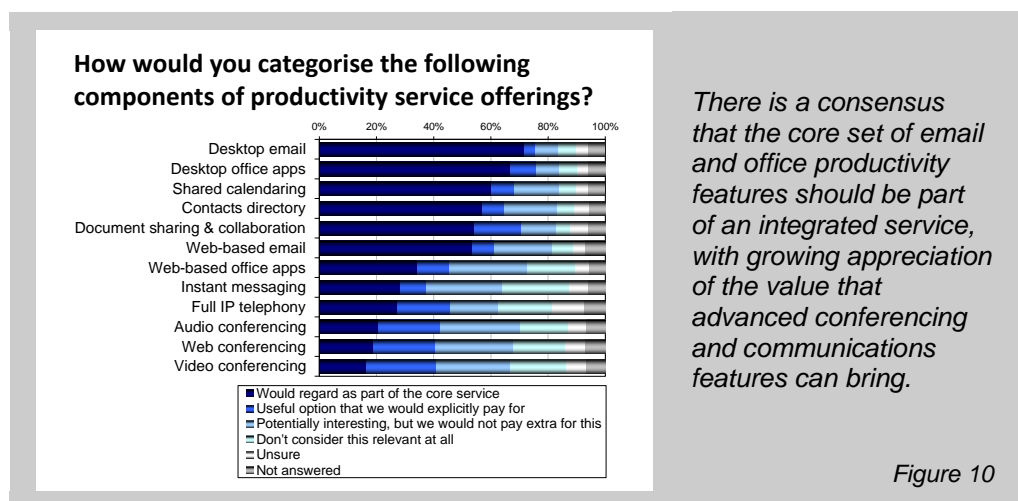 How would you categorise the following
components of productivity service offerings?
0% 20% 40% 60% 80% 100%
Desktop email
Desktop office apps
Shared calendaring
Contacts directory
Document sharing & collaboration
Web-based email
Web-based office apps
Instant messaging
Full IP telephony
Audio conferencing
Web conferencing
Video conferencing
Would regard as part of the core service
Useful option that we would explicitly pay for
Potentially interesting, but we would not pay extra for this
Don't consider this relevant at all
Unsure
Not answered
There is a consensus
that the core set of email
and office productivity
features should be part
of an integrated service,
with growing appreciation
of the value that
advanced conferencing
and communications
features can bring.
Figure 10